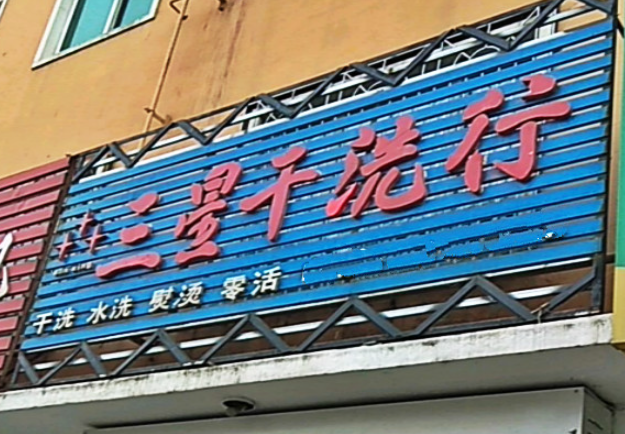 三星干洗行
干洗 水洗 熨烫 零活